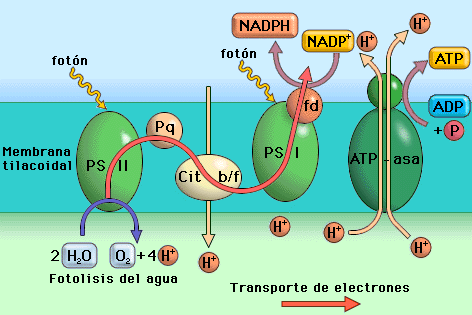 NADPH
NADP⁺
H⁺
H⁺
fotón
fotón
ATP
ADP
+ P
fd
Pq
Membrana
tilacoidal
PS II
Cit b/f
PS I
ATP-asa
2 H₂O
O₂ + 4 H⁺
H⁺
H⁺
H⁺
H⁺
Fotolisis del agua
Transporte de electrones